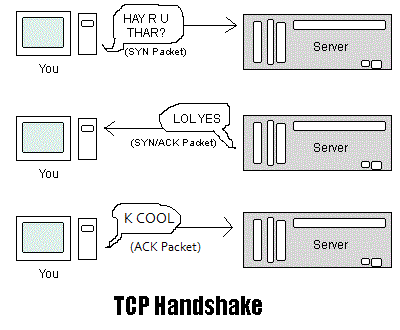 HAY R U
THAR?
(SYN Packet)
You
Server
LOLYES
(SYN/ACK Packet)
You
Server
K COOL
(ACK Packet)
You
Server
TCP Handshake